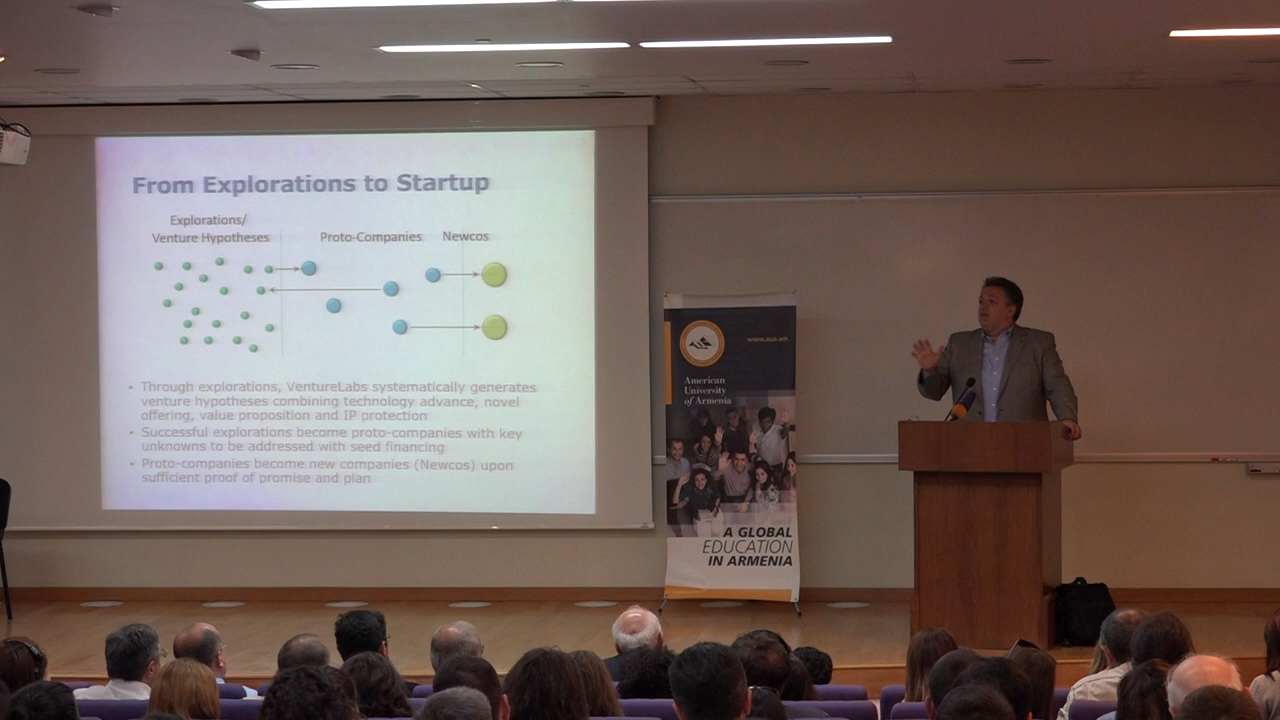 From Explorations to Startup
Explorations/
Venture Hypotheses
Proto-Companies
Newcos
• Through explorations, VentureLabs systematically generates
venture hypotheses combining technology advance, novel
offering, value proposition and IP protection
• Successful explorations become proto-companies with key
unknowns to be addressed with seed financing
• Proto-companies become new companies (Newcos) upon
sufficient proof of promise and plan
www.aua.am
American
University
of Armenia
A GLOBAL
EDUCATION
IN ARMENIA